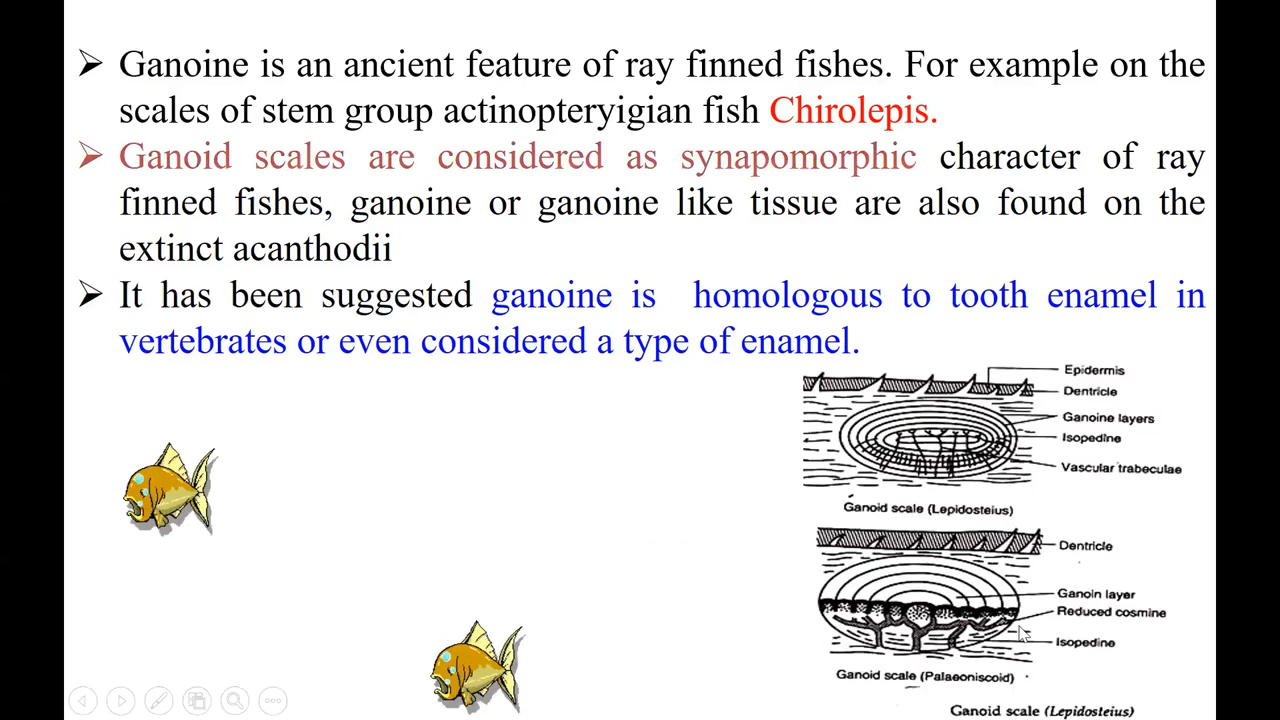 ➢ Ganoine is an ancient feature of ray finned fishes. For example on the
scales of stem group actinopteryigian fish Chirolepis.
➢ Ganoid scales are considered as synapomorphic character of ray
finned fishes, ganoine or ganoine like tissue are also found on the
extinct acanthodii
➢ It has been suggested ganoine is homologous to tooth enamel in
vertebrates or even considered a type of enamel.
Epidermis
Dentricle
Ganoine layers
Isopedine
Vascular trabeculae
Ganoid scale (Lepidosteius)
Dentricle
Ganoin layer
Reduced cosmine
Isopedine
Ganoid scale (Palaeoniscoid)
Ganoid scale (Lepidosteius)